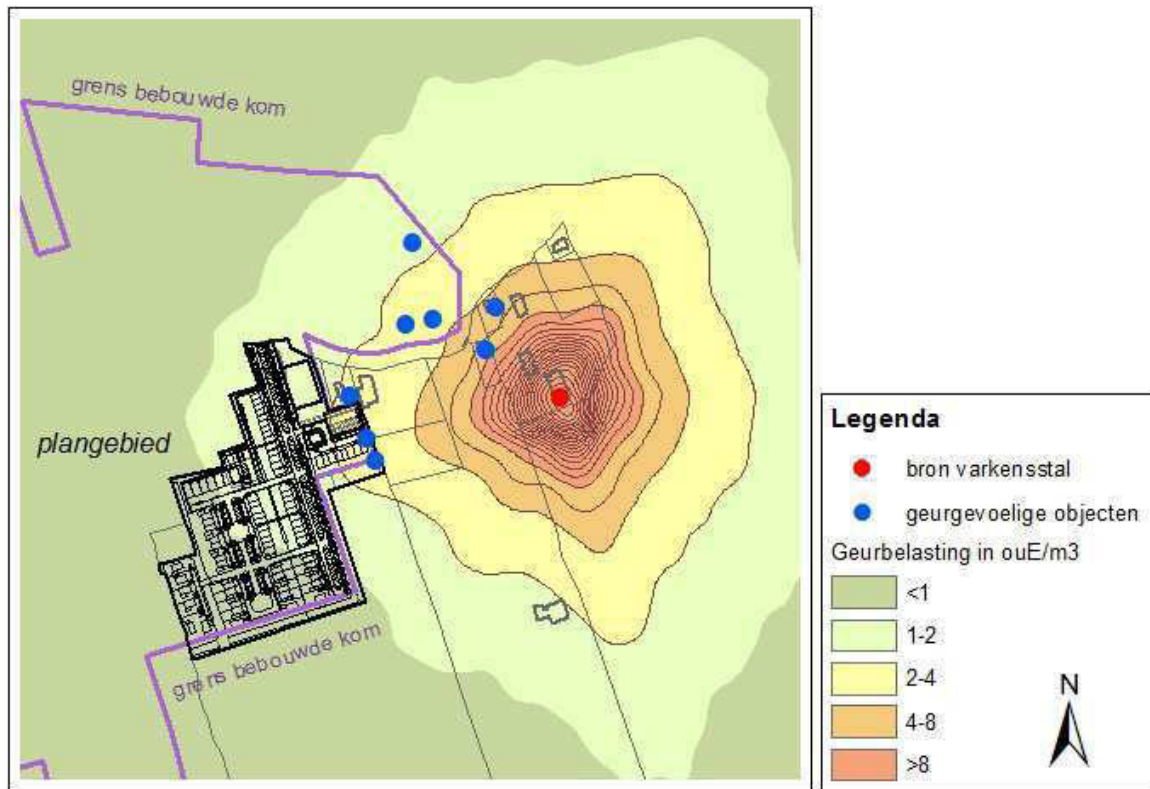 grens bebouwde kom
plangebied
grens bebouwde kom
Legenda
bron varkensstal
geurgevoelige objecten
Geurbelasting in ouE/m3
<1
1-2
2-4
4-8
>8
N